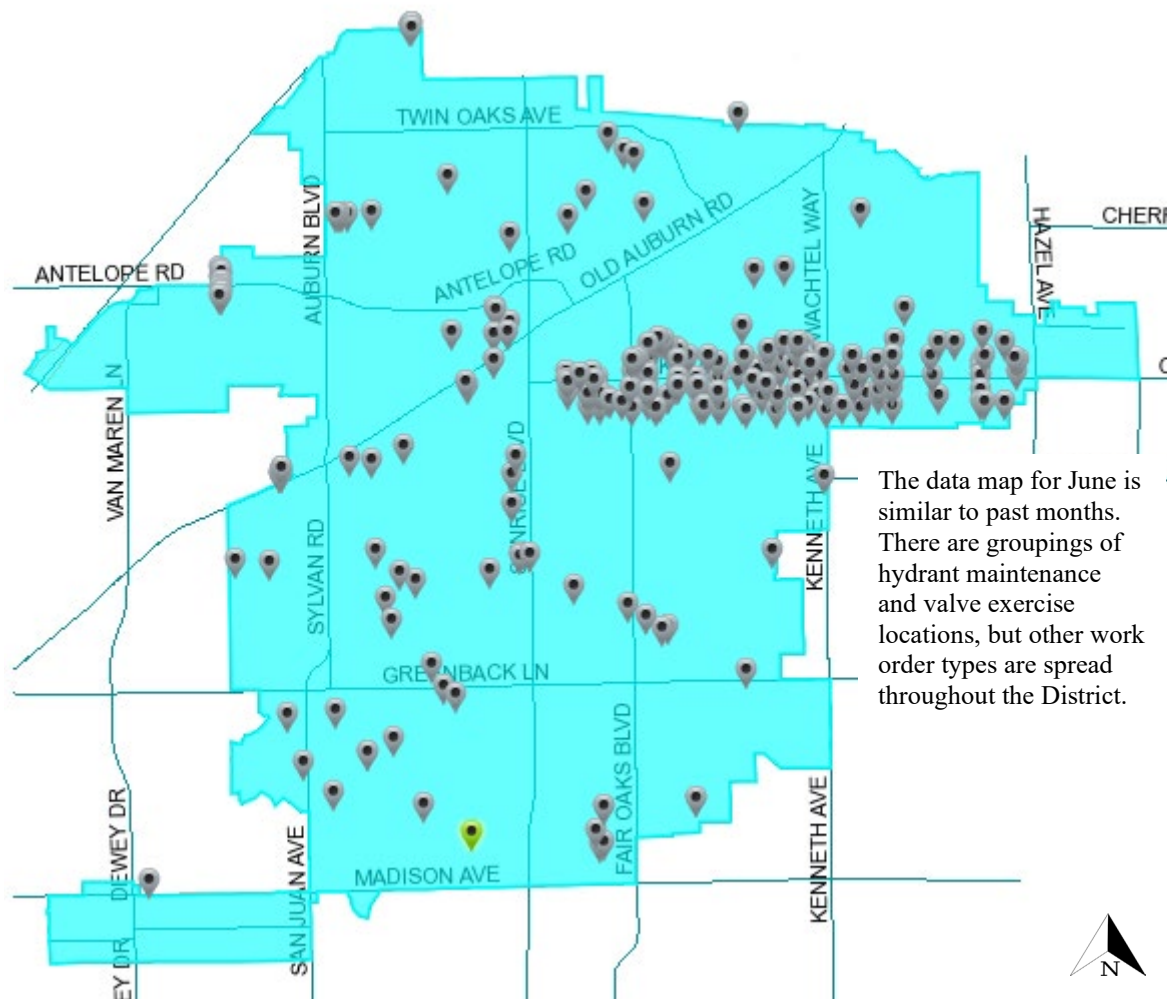 TWIN OAKS AVE
AUBURN BLVD
WACHTEL WAY
OLD AUBURN RD
HAZEL AVE
CHERR
ANTELOPE RD
ANTELOPE RD
VAN MAREN LN
KENNETH AVE
SYLVAN RD
GREENBACK LN
FAIR OAKS BLVD
DEWEY DR
SAN JUAN AVE
MADISON AVE
KENNETH AVE
EY DR
The data map for June is
similar to past months.
There are groupings of
hydrant maintenance
and valve exercise
locations, but other work
order types are spread
throughout the District.
N